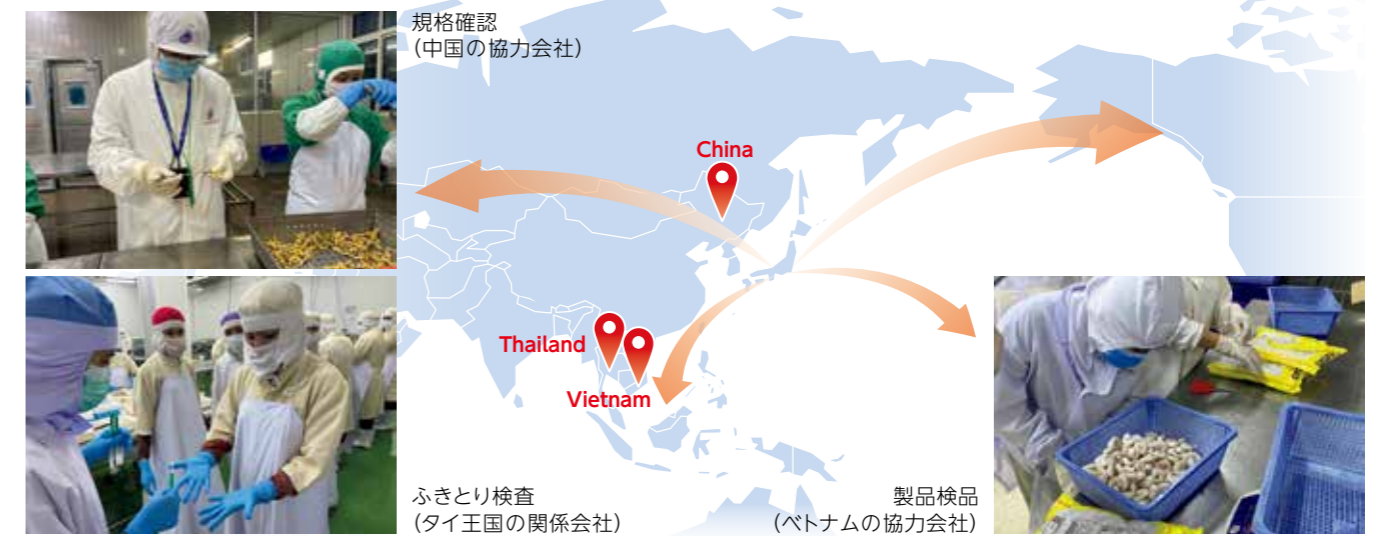 規格確認
（中国の協力会社）
China
Thailand
Vietnam
ふきとり検査
（タイ王国の関係会社）
製品検品
（ベトナムの協力会社）